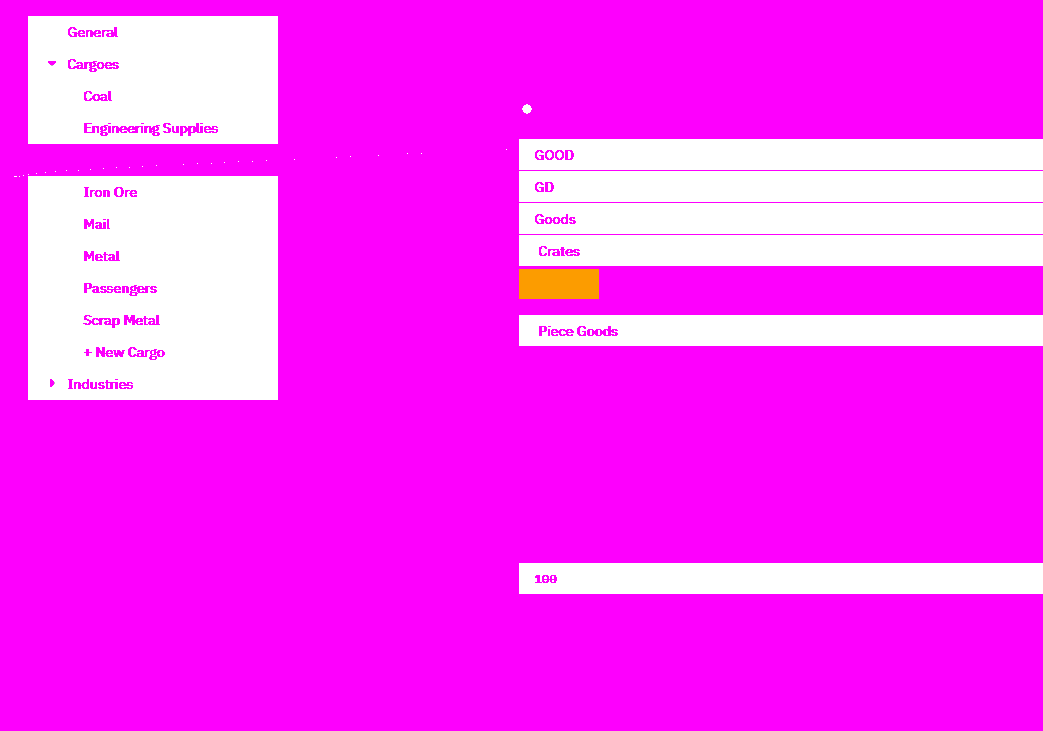 General
Cargoes
Coal
Engineering Supplies
Iron Ore
Mail
Metal
Passengers
Scrap Metal
+ New Cargo
Industries
GOOD
GD
Goods
Crates
Piece Goods
100